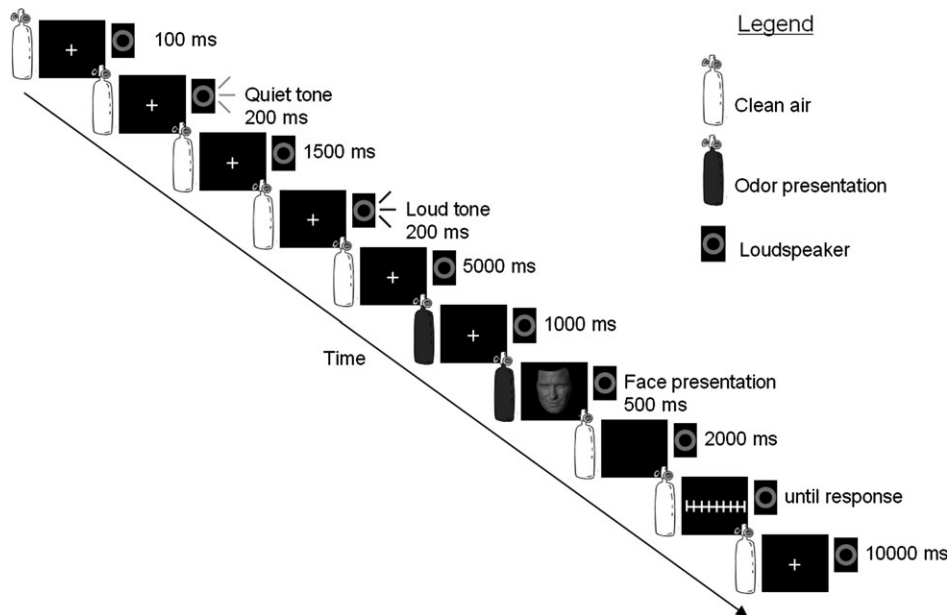 Legend
100 ms
Quiet tone
200 ms
Clean air
1500 ms
Odor presentation
Loud tone
200 ms
Loudspeaker
5000 ms
1000 ms
Time
Face presentation
500 ms
2000 ms
until response
10000 ms